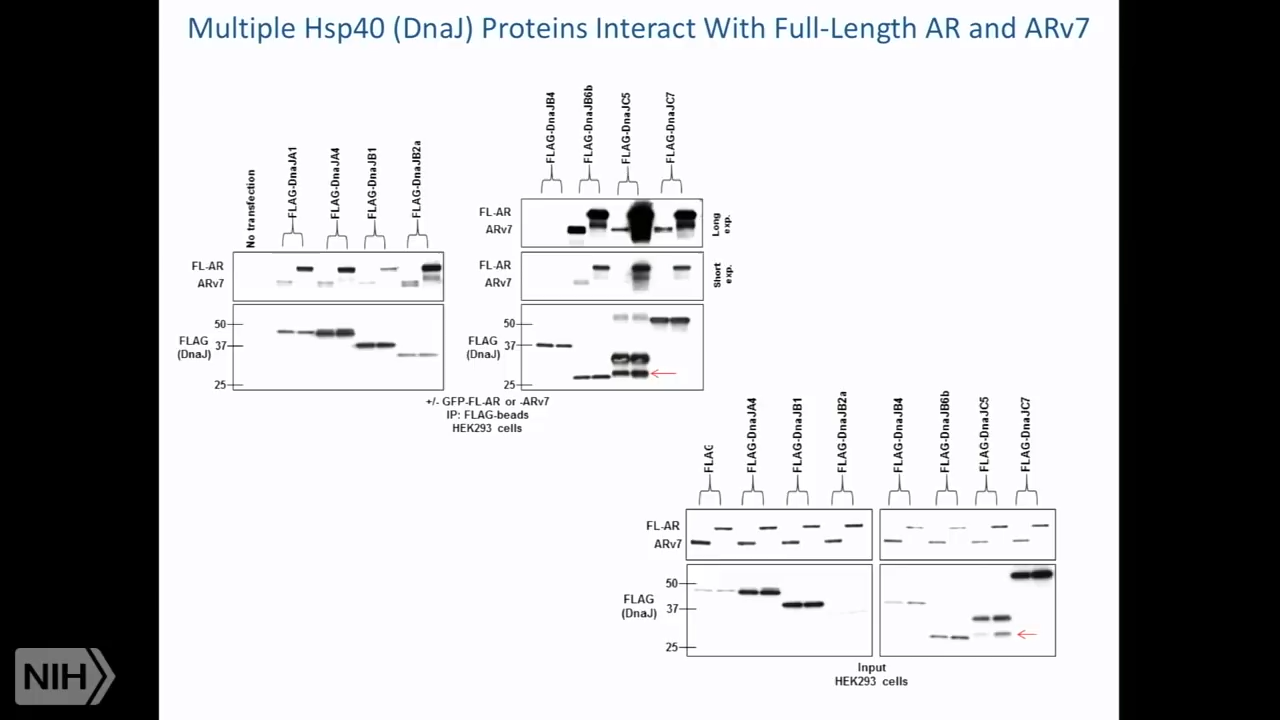 Multiple Hsp40 (DnaJ) Proteins Interact With Full-Length AR and ARv7
No transfection
FLAG-DnaJA1
FLAG-DnaJA4
FLAG-DnaJB1
FLAG-DnaJB2a
FL-AR
ARv7
50
FLAG
(DnaJ)
37
25
FLAG-DnaJB4
FLAG-DnaJB6b
FLAG-DnaJC5
FLAG-DnaJC7
FL-AR
ARv7
Long
exp.
FL-AR
ARv7
Short
exp.
50
FLAG
(DnaJ)
37
25
+/- GFP-FL-AR or -ARv7
IP: FLAG-beads
HEK293 cells
FLAG
FLAG-DnaJA4
FLAG-DnaJB1
FLAG-DnaJB2a
FLAG-DnaJB4
FLAG-DnaJB6b
FLAG-DnaJC5
FLAG-DnaJC7
FL-AR
ARv7
50
FLAG
(DnaJ)
37
25
Input
HEK293 cells
NIH